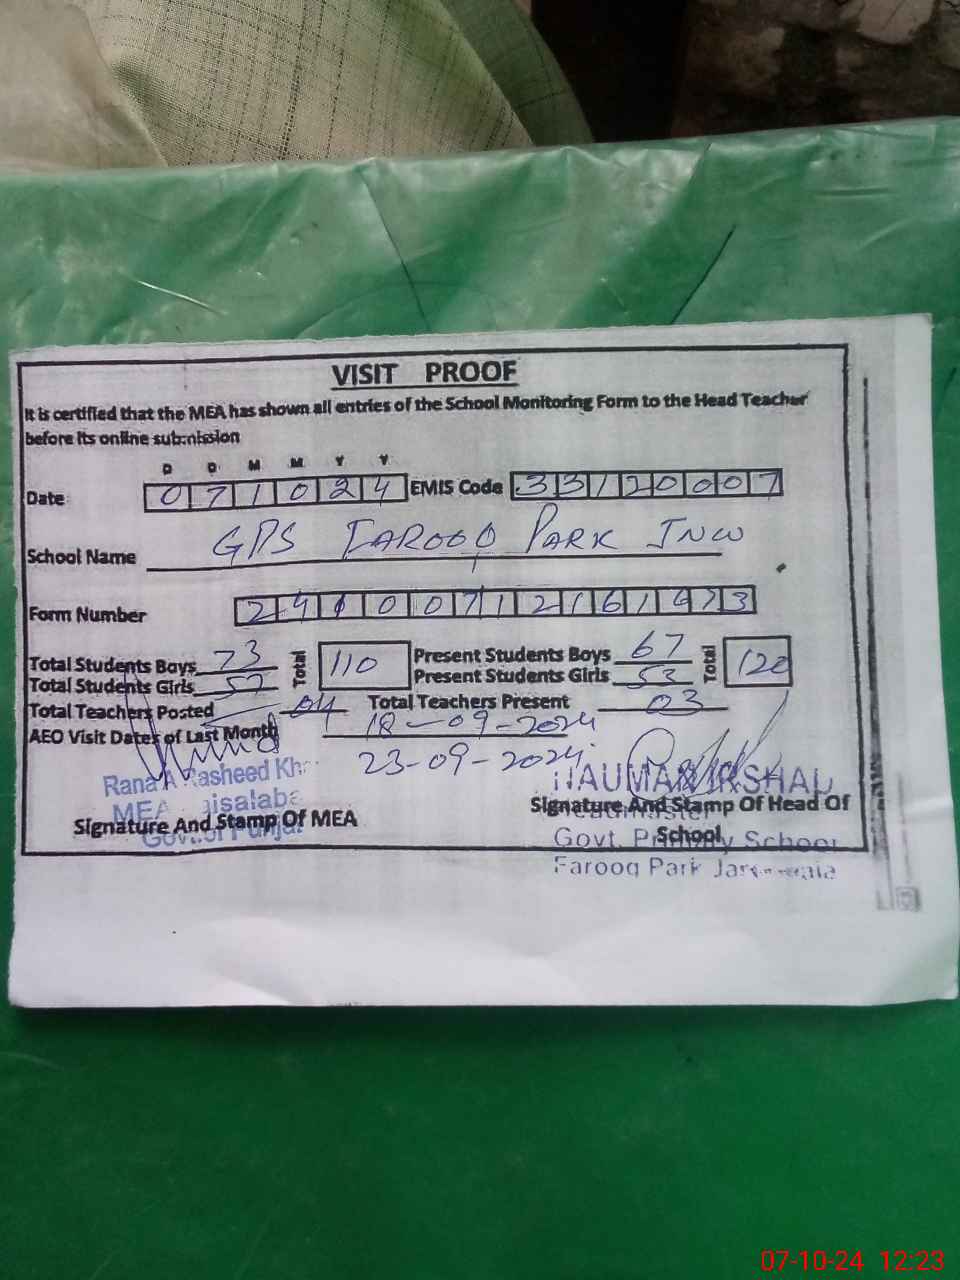 VISIT PROOF
It is certified that the MEA has shown all entries of the School Monitoring Form to the Head Teacher
before its online submission
D D M M Y Y
Date 0 7 1 0 2 4 EMIS Code 3 3 1 2 0 0 0 7
School Name GPS FAROOQ PARK JNW
Form Number 2 4 1 0 0 7 1 2 1 6 1 4 7 3
Total Students Boys 73 Total 110 Present Students Boys 67 Total 120
Total Students Girls 57 Present Students Girls 53
Total Teachers Posted 04 Total Teachers Present 03
AEO Visit Dates of Last Month 18-09-2024
23-09-2024
Rana A Rasheed Kh
MEA
Signature And Stamp Of MEA
Govt. of Punjab
NAUMAN IRSHAD
Signature And Stamp Of Head Of
Headmaster
School
Govt. Primary School
Farooq Park Jaranwala
07-10-24 12:23